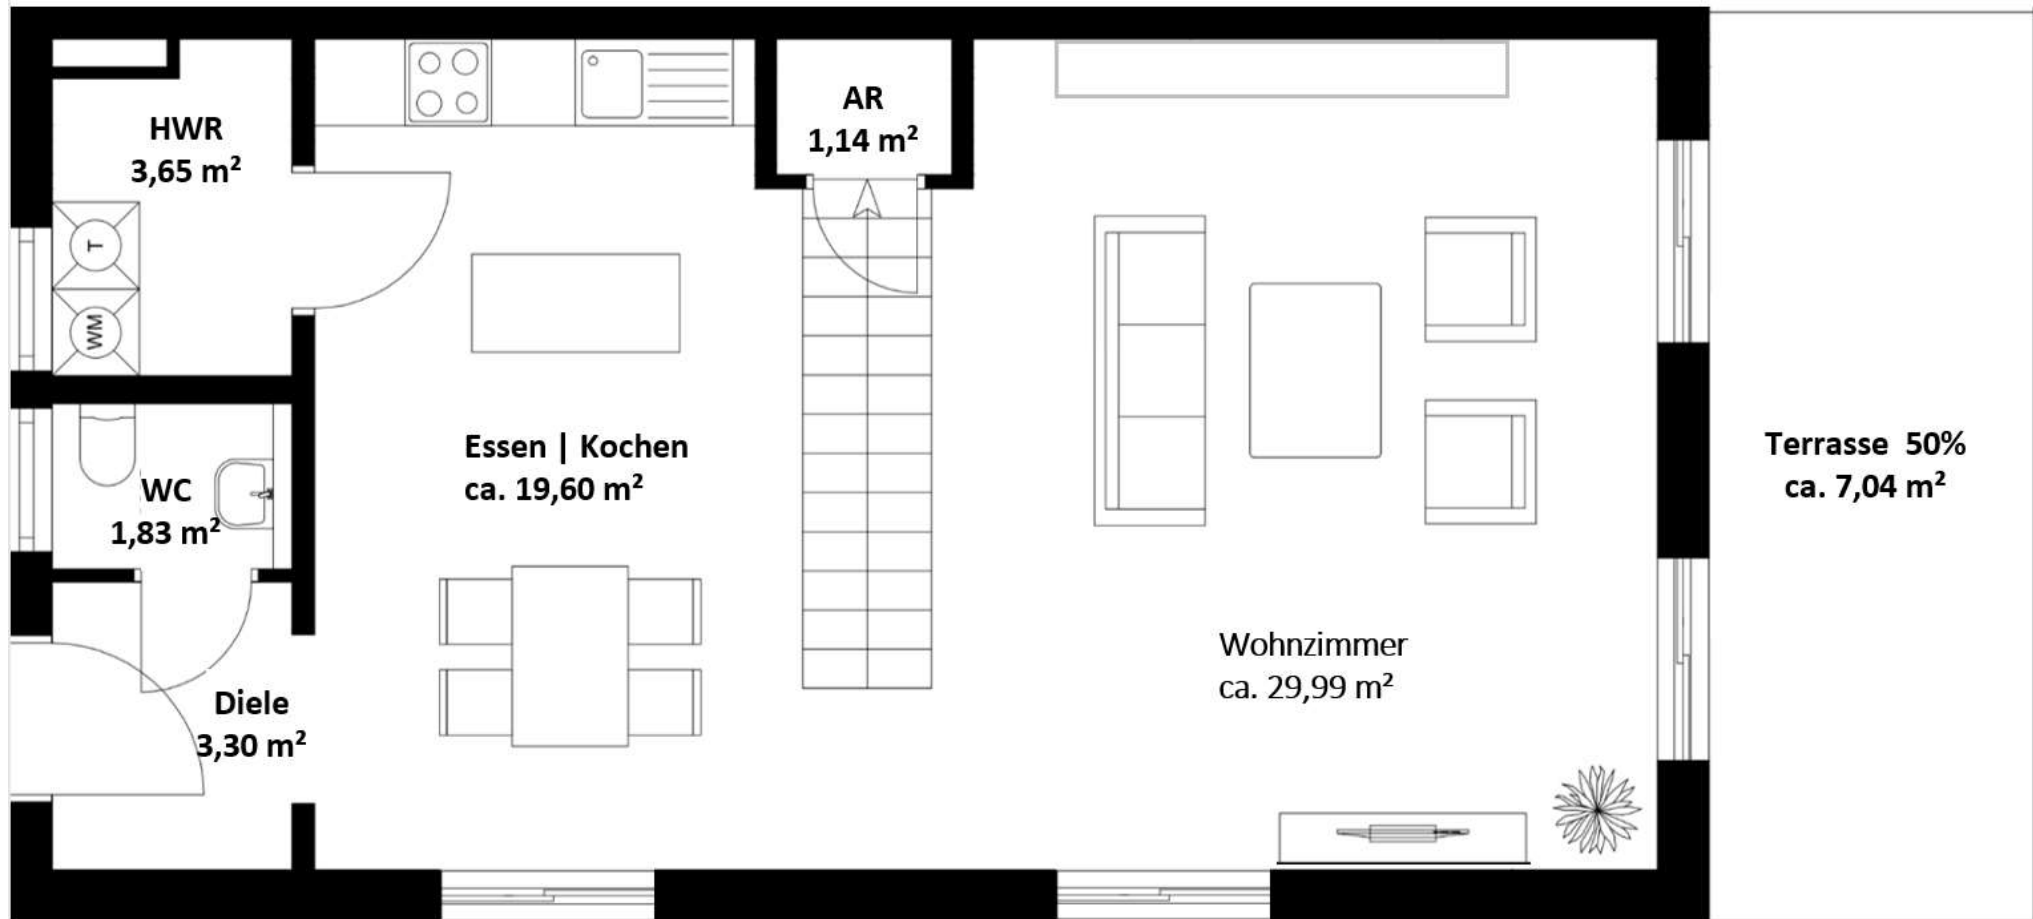 HWR
3,65 m²
AR
1,14 m²
T
WM
Essen | Kochen
ca. 19,60 m²
Terrasse 50%
ca. 7,04 m²
WC
1,83 m²
Wohnzimmer
ca. 29,99 m²
Diele
3,30 m²